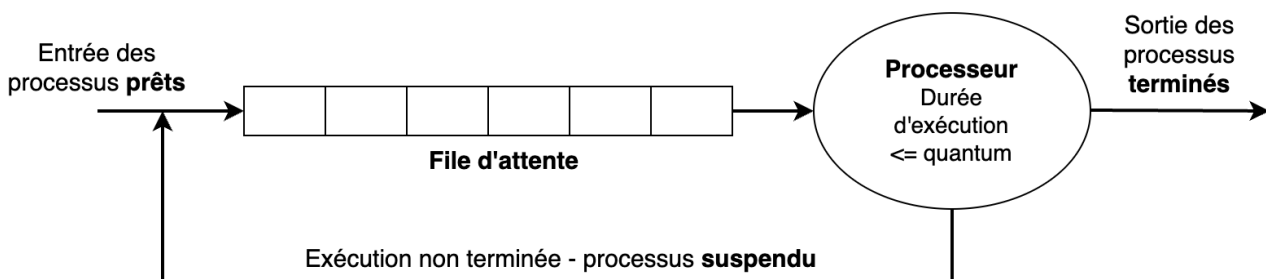 Entrée des
processus prêts
File d'attente
Processeur
Durée
d'exécution
<= quantum
Sortie des
processus
terminés
Exécution non terminée - processus suspendu